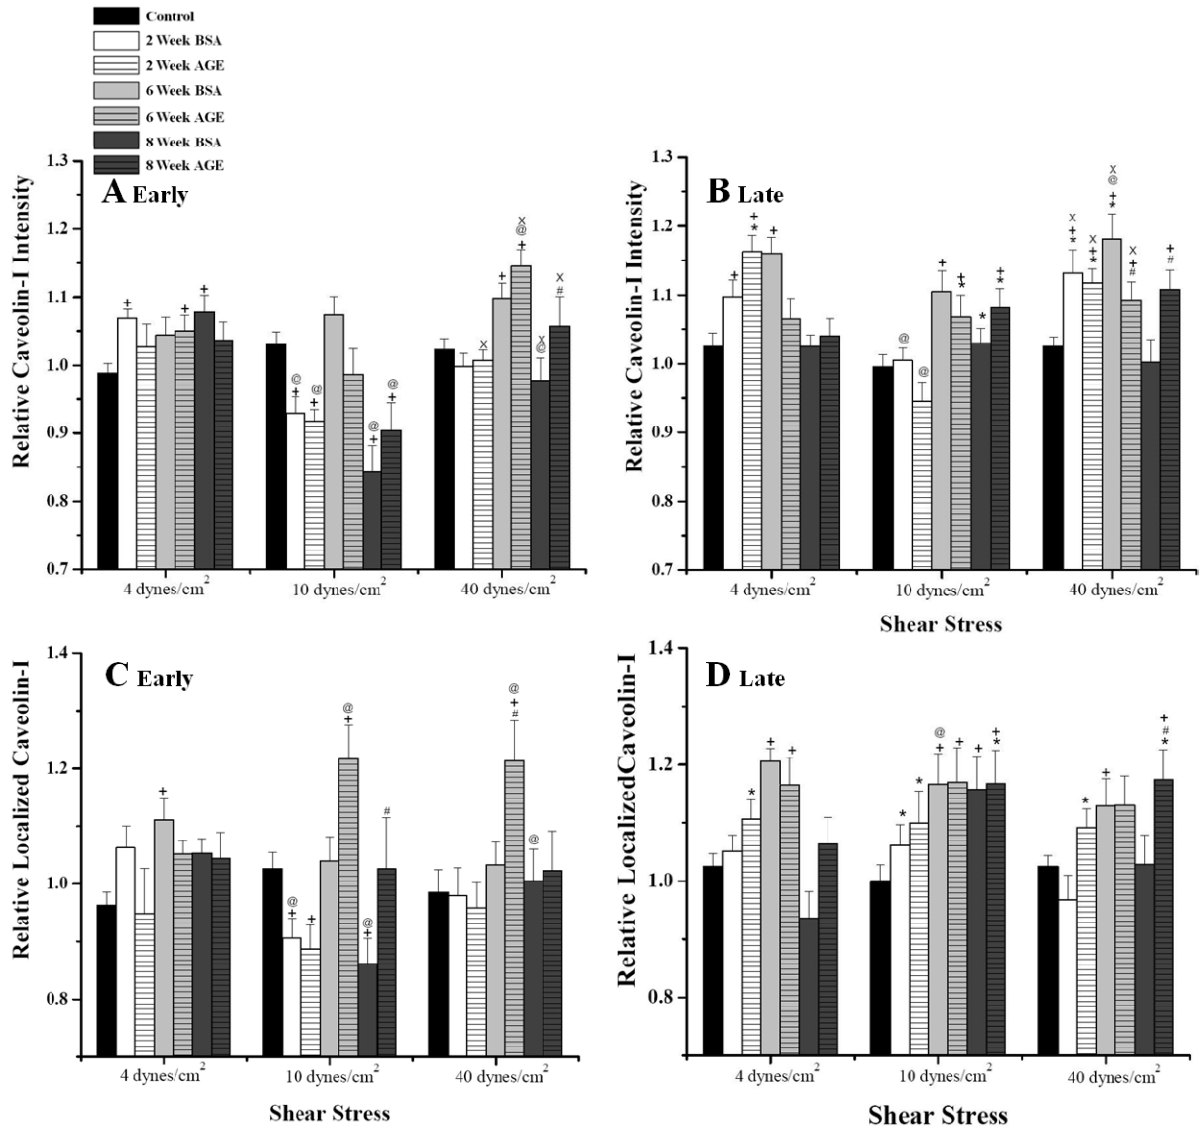 Control
2 Week BSA
2 Week AGE
6 Week BSA
6 Week AGE
8 Week BSA
8 Week AGE
A Early
Relative Caveolin-I Intensity
1.3
1.2
1.1
1.0
0.9
0.8
0.7
+ + + @ + @ + @ + @ + X + X @ + X @ X #
4 dynes/cm2
10 dynes/cm2
40 dynes/cm2
B Late
Relative Caveolin-I Intensity
1.3
1.2
1.1
1.0
0.9
0.8
0.7
+ + * + @ @ + + * * + * X + * X + * X @ + * X + # + #
4 dynes/cm2
10 dynes/cm2
40 dynes/cm2
Shear Stress
C Early
Relative Localized Caveolin-I
1.4
1.2
1.0
0.8
+ @ + + @ + @ + # @ + # @
4 dynes/cm2
10 dynes/cm2
40 dynes/cm2
Shear Stress
D Late
Relative LocalizedCaveolin-I
1.4
1.2
1.0
0.8
* + + * * @ + + + + * * + + # *
4 dynes/cm2
10 dynes/cm2
40 dynes/cm2
Shear Stress